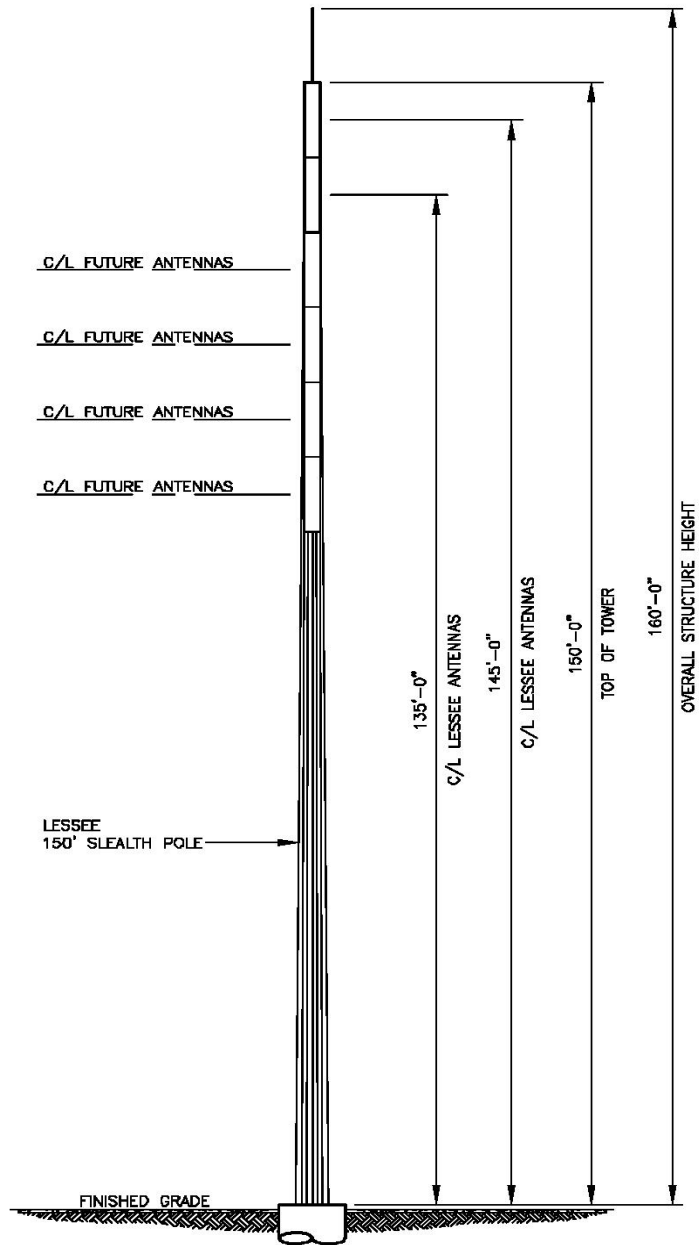 C/L FUTURE ANTENNAS
C/L FUTURE ANTENNAS
C/L FUTURE ANTENNAS
C/L FUTURE ANTENNAS
LESSEE
150' SLEALTH POLE
FINISHED GRADE
135'-0"
C/L LESSEE ANTENNAS
145'-0"
C/L LESSEE ANTENNAS
150'-0"
TOP OF TOWER
160'-0"
OVERALL STRUCTURE HEIGHT